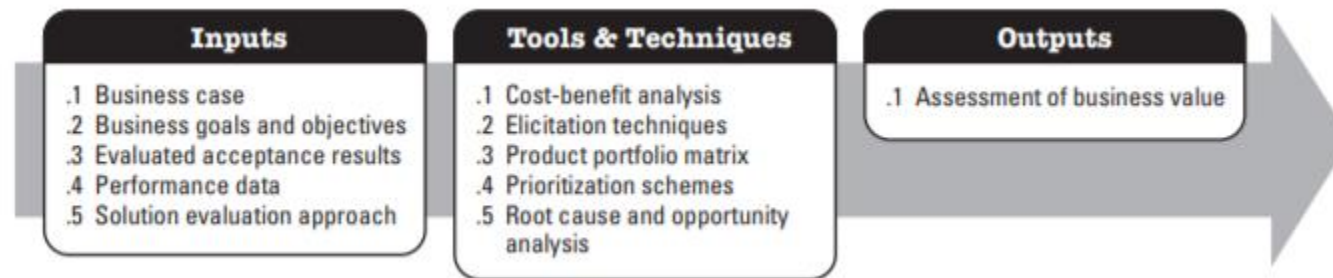 Inputs
.1 Business case
.2 Business goals and objectives
.3 Evaluated acceptance results
.4 Performance data
.5 Solution evaluation approach
Tools & Techniques
.1 Cost-benefit analysis
.2 Elicitation techniques
.3 Product portfolio matrix
.4 Prioritization schemes
.5 Root cause and opportunity
analysis
Outputs
.1 Assessment of business value